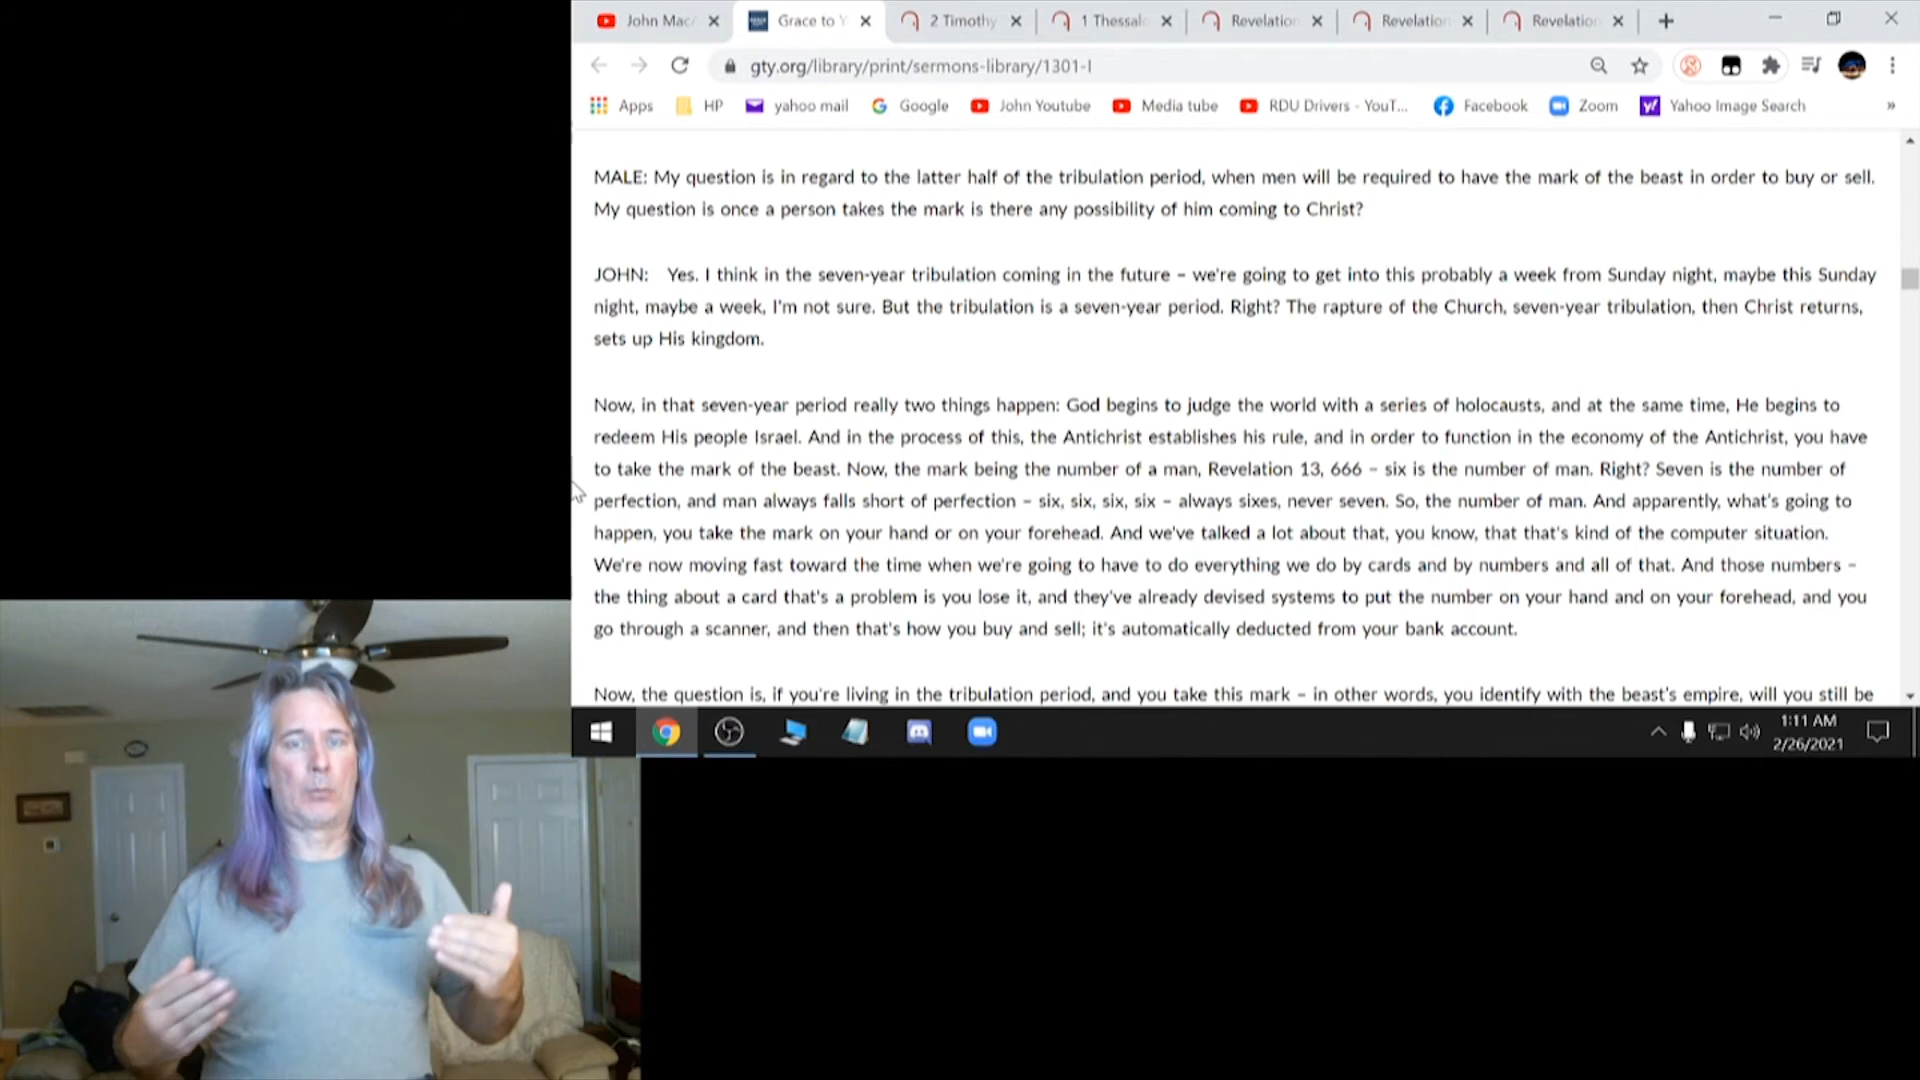 John Mac
Grace to Y
2 Timothy
1 Thessal
Revelation
Revelation
Revelation
gty.org/library/print/sermons-library/1301-I
Apps
HP
yahoo mail
Google
John Youtube
Media tube
RDU Drivers - YouT...
Facebook
Zoom
Yahoo Image Search
»
MALE: My question is in regard to the latter half of the tribulation period, when men will be required to have the mark of the beast in order to buy or sell.
My question is once a person takes the mark is there any possibility of him coming to Christ?
JOHN: Yes. I think in the seven-year tribulation coming in the future – we're going to get into this probably a week from Sunday night, maybe this Sunday
night, maybe a week, I'm not sure. But the tribulation is a seven-year period. Right? The rapture of the Church, seven-year tribulation, then Christ returns,
sets up His kingdom.
Now, in that seven-year period really two things happen: God begins to judge the world with a series of holocausts, and at the same time, He begins to
redeem His people Israel. And in the process of this, the Antichrist establishes his rule, and in order to function in the economy of the Antichrist, you have
to take the mark of the beast. Now, the mark being the number of a man, Revelation 13, 666 – six is the number of man. Right? Seven is the number of
perfection, and man always falls short of perfection – six, six, six, six – always sixes, never seven. So, the number of man. And apparently, what's going to
happen, you take the mark on your hand or on your forehead. And we've talked a lot about that, you know, that that's kind of the computer situation.
We're now moving fast toward the time when we're going to have to do everything we do by cards and by numbers and all of that. And those numbers –
the thing about a card that's a problem is you lose it, and they've already devised systems to put the number on your hand and on your forehead, and you
go through a scanner, and then that's how you buy and sell; it's automatically deducted from your bank account.
Now, the question is, if you're living in the tribulation period, and you take this mark – in other words, you identify with the beast's empire, will you still be
1:11 AM
2/26/2021